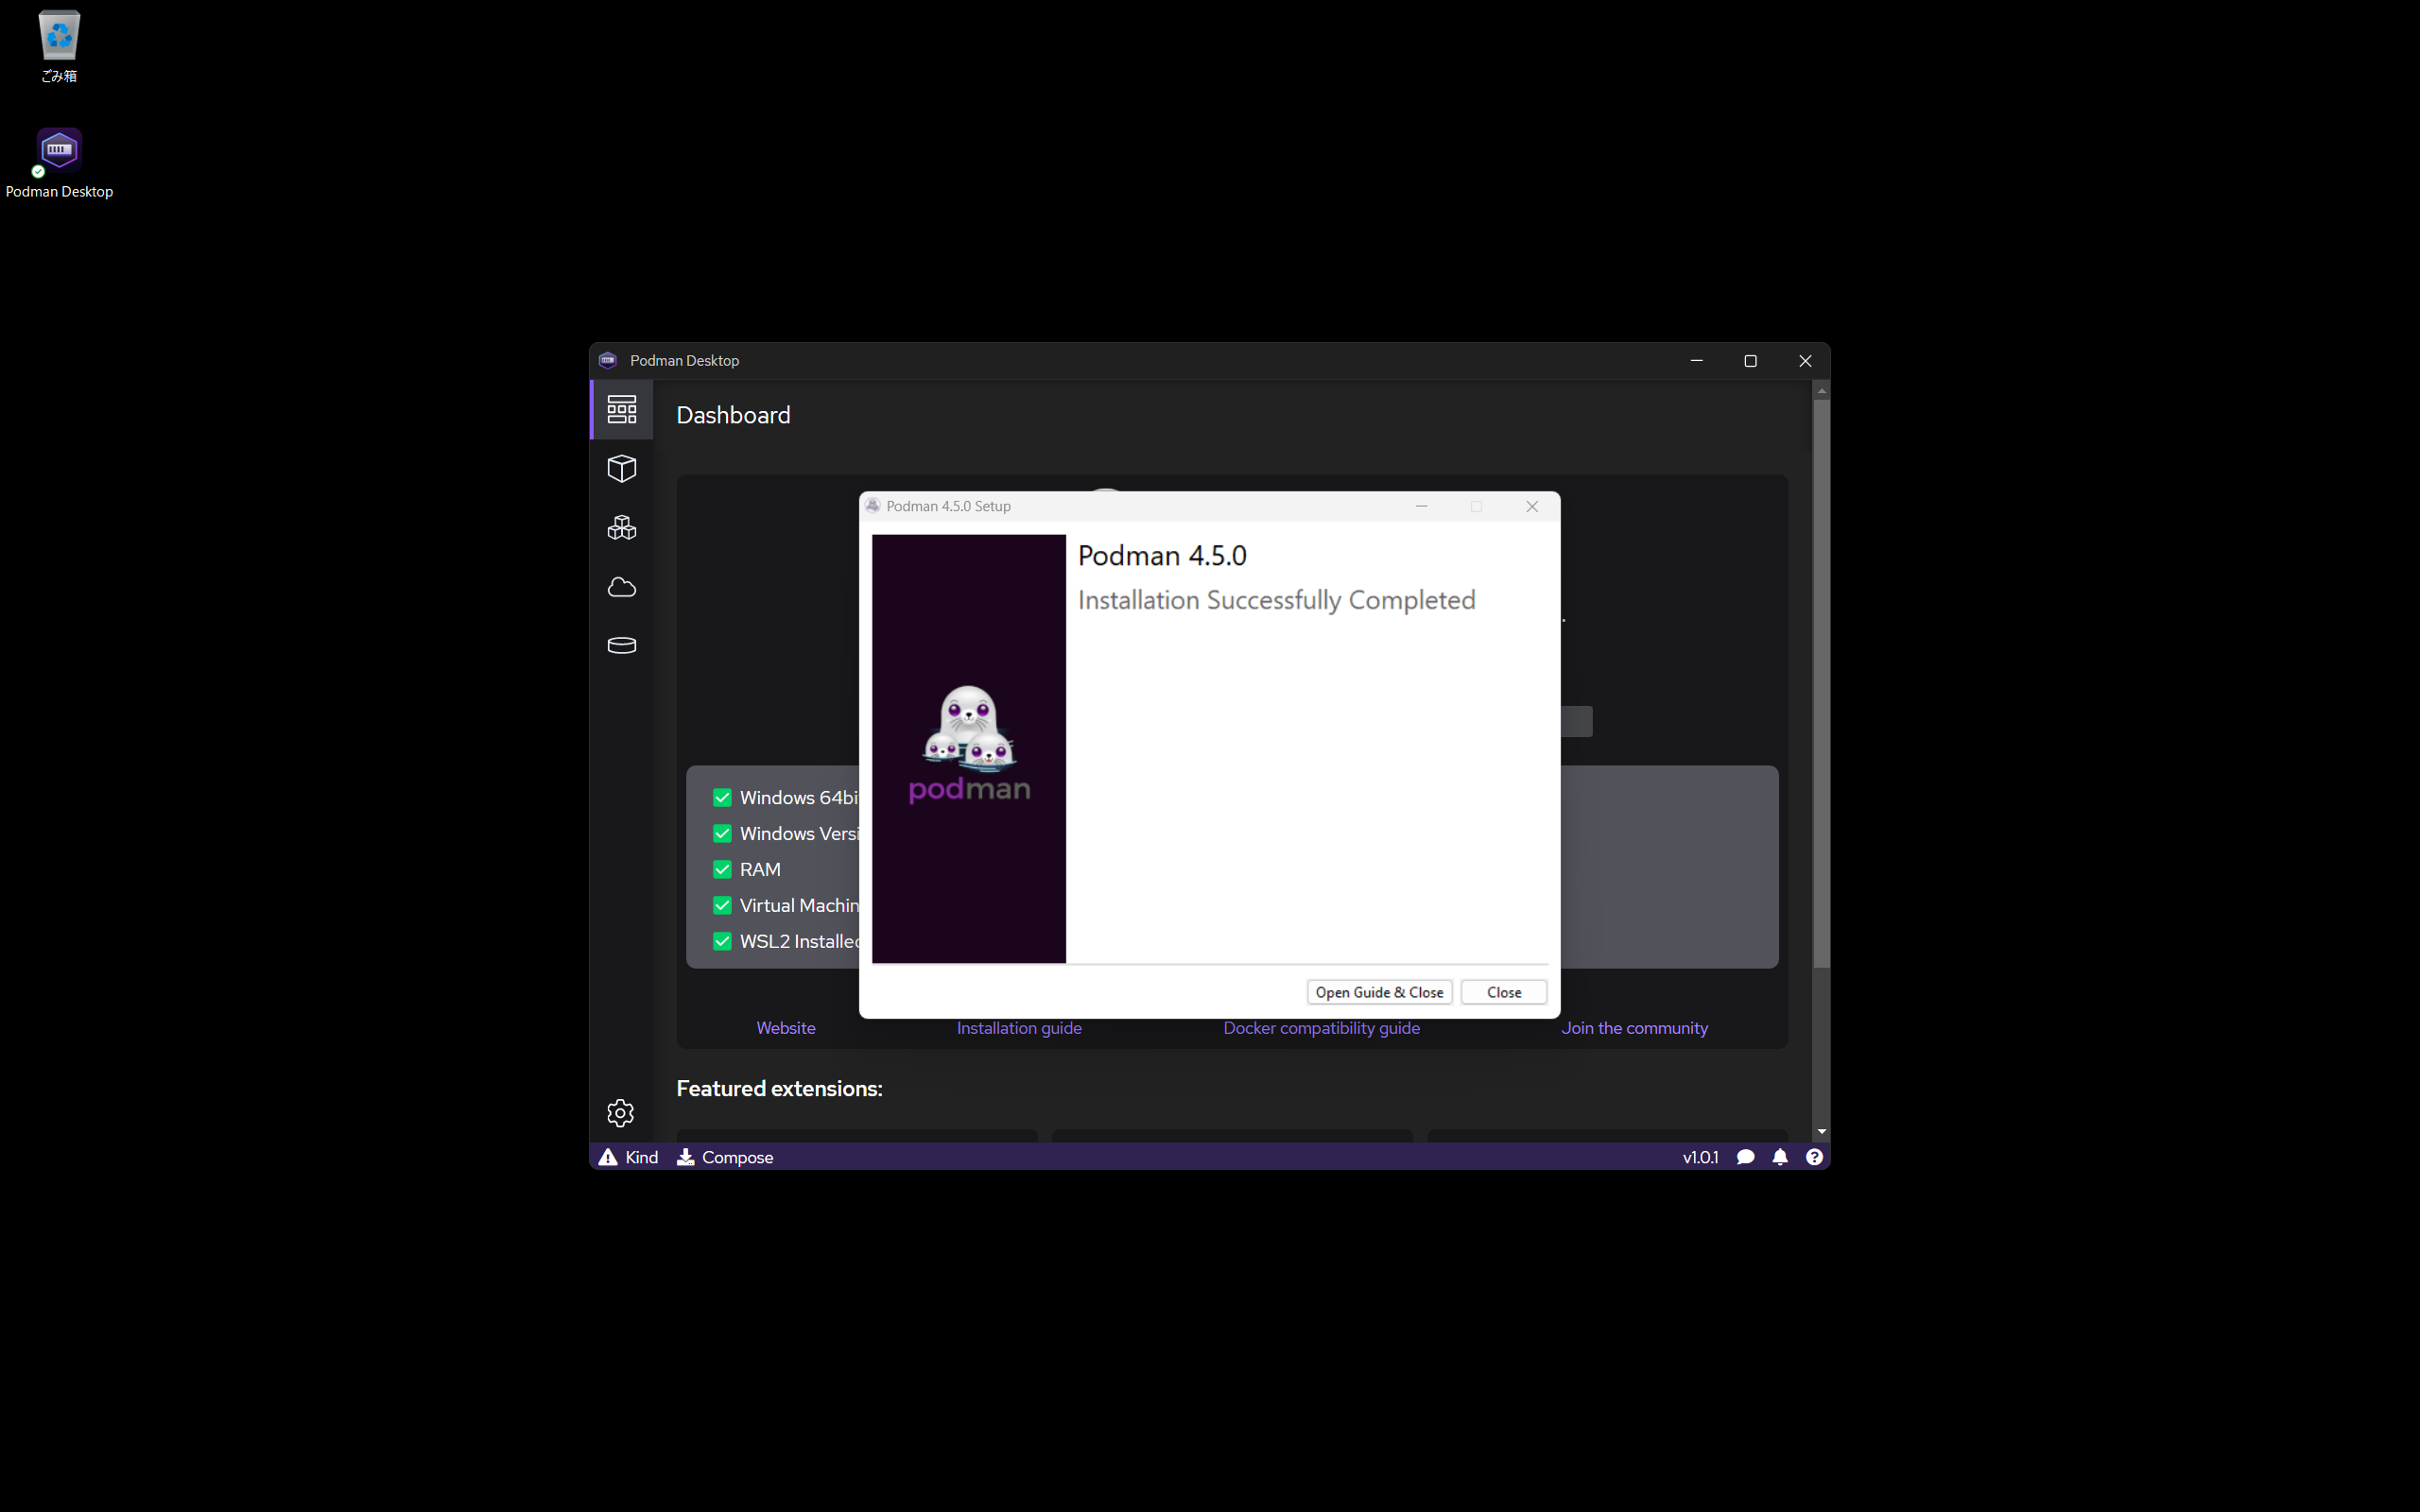 ごみ箱
Podman Desktop
Podman Desktop
Dashboard
Podman 4.5.0 Setup
Podman 4.5.0
Installation Successfully Completed
podman
Windows 64bi
Windows Versi
RAM
Virtual Machin
WSL2 Installed
Open Guide & Close
Close
Website
Installation guide
Docker compatibility guide
Join the community
Featured extensions:
Kind
Compose
v1.0.1